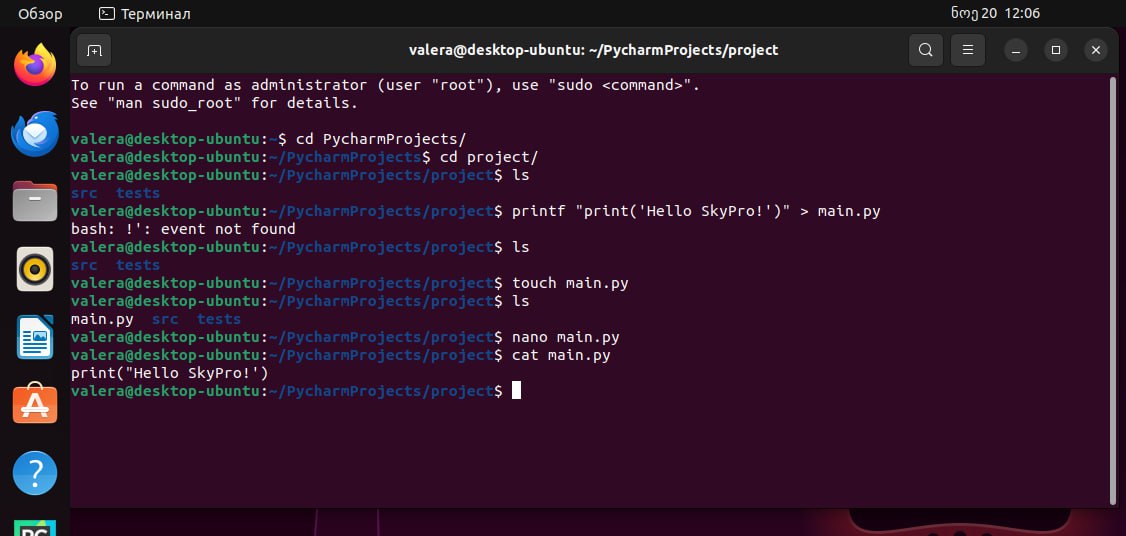 Обзор
Терминал
ნოე 20 12:06
valera@desktop-ubuntu: ~/PycharmProjects/project
To run a command as administrator (user "root"), use "sudo <command>".
See "man sudo_root" for details.
valera@desktop-ubuntu:~$ cd PycharmProjects/
valera@desktop-ubuntu:~/PycharmProjects$ cd project/
valera@desktop-ubuntu:~/PycharmProjects/project$ ls
src  tests
valera@desktop-ubuntu:~/PycharmProjects/project$ printf "print('Hello SkyPro!')" > main.py
bash: !': event not found
valera@desktop-ubuntu:~/PycharmProjects/project$ ls
src  tests
valera@desktop-ubuntu:~/PycharmProjects/project$ touch main.py
valera@desktop-ubuntu:~/PycharmProjects/project$ ls
main.py  src  tests
valera@desktop-ubuntu:~/PycharmProjects/project$ nano main.py
valera@desktop-ubuntu:~/PycharmProjects/project$ cat main.py
print("Hello SkyPro!')
valera@desktop-ubuntu:~/PycharmProjects/project$
PC